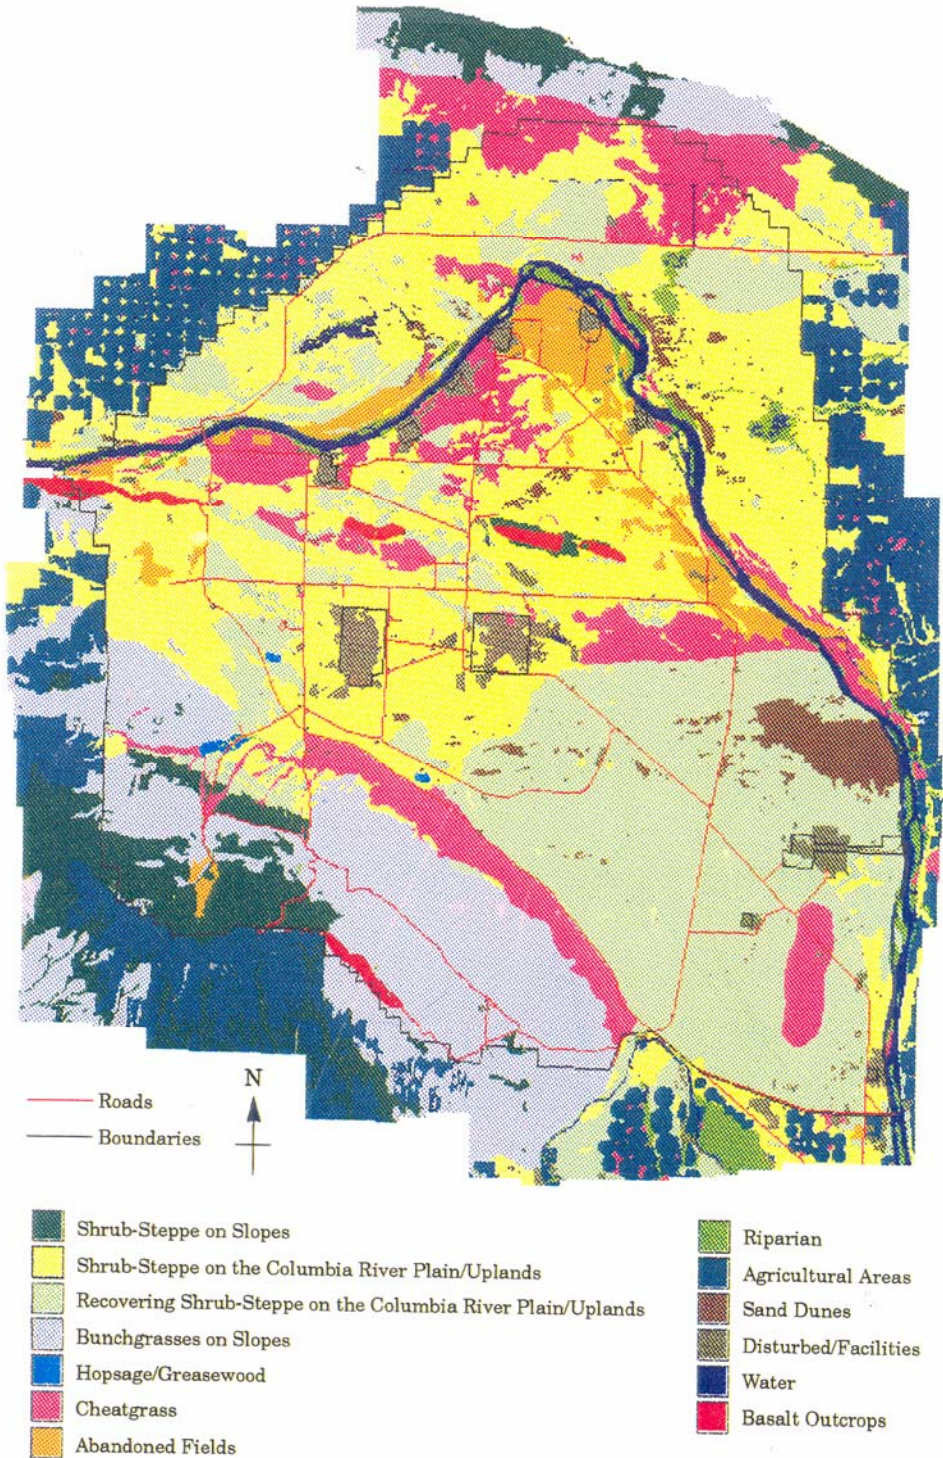 N
Roads
Boundaries
Shrub-Steppe on Slopes
Shrub-Steppe on the Columbia River Plain/Uplands
Recovering Shrub-Steppe on the Columbia River Plain/Uplands
Bunchgrasses on Slopes
Hopsage/Greasewood
Cheatgrass
Abandoned Fields
Riparian
Agricultural Areas
Sand Dunes
Disturbed/Facilities
Water
Basalt Outcrops